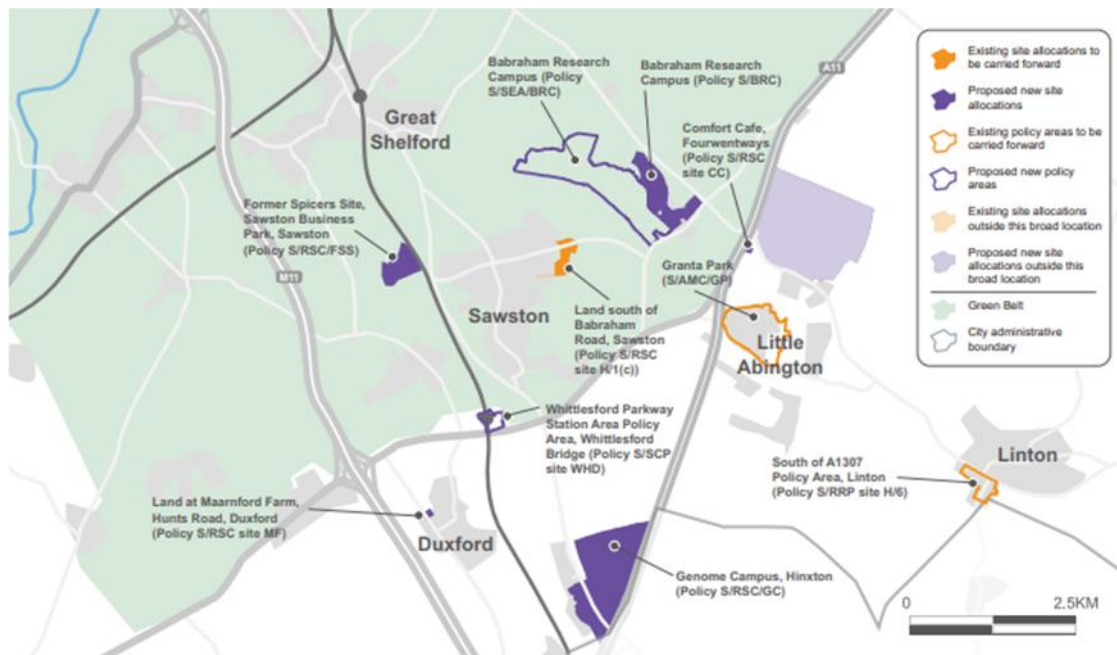 Babraham Research
Campus (Policy
S/SEA/BRC)
Babraham Research
Campus (Policy S/BRC)
A11
Great
Shelford
Comfort Cafe,
Fourwentways
(Policy S/RSC
site CC)
Former Spicers Site,
Sawston Business
Park, Sawston
(Policy S/RSC/FSS)
M11
Granta Park
(S/AMC/GP)
Sawston
Land south of
Babraham
Road, Sawston
(Policy S/RSC
site H/1(c))
Little
Abington
Whittlesford Parkway
Station Area Policy
Area, Whittlesford
Bridge (Policy S/SCP
site WHD)
South of A1307
Policy Area, Linton
(Policy S/RRP site H/6)
Linton
Land at Maarnford Farm,
Hunts Road, Duxford
(Policy S/RSC site MF)
Duxford
Genome Campus, Hinxton
(Policy S/RSC/GC)
0 2.5KM
Existing site allocations to
be carried forward
Proposed new site
allocations
Existing policy areas to be
carried forward
Proposed new policy
areas
Existing site allocations
outside this broad location
Proposed new site
allocations outside this
broad location
Green Belt
City administrative
boundary